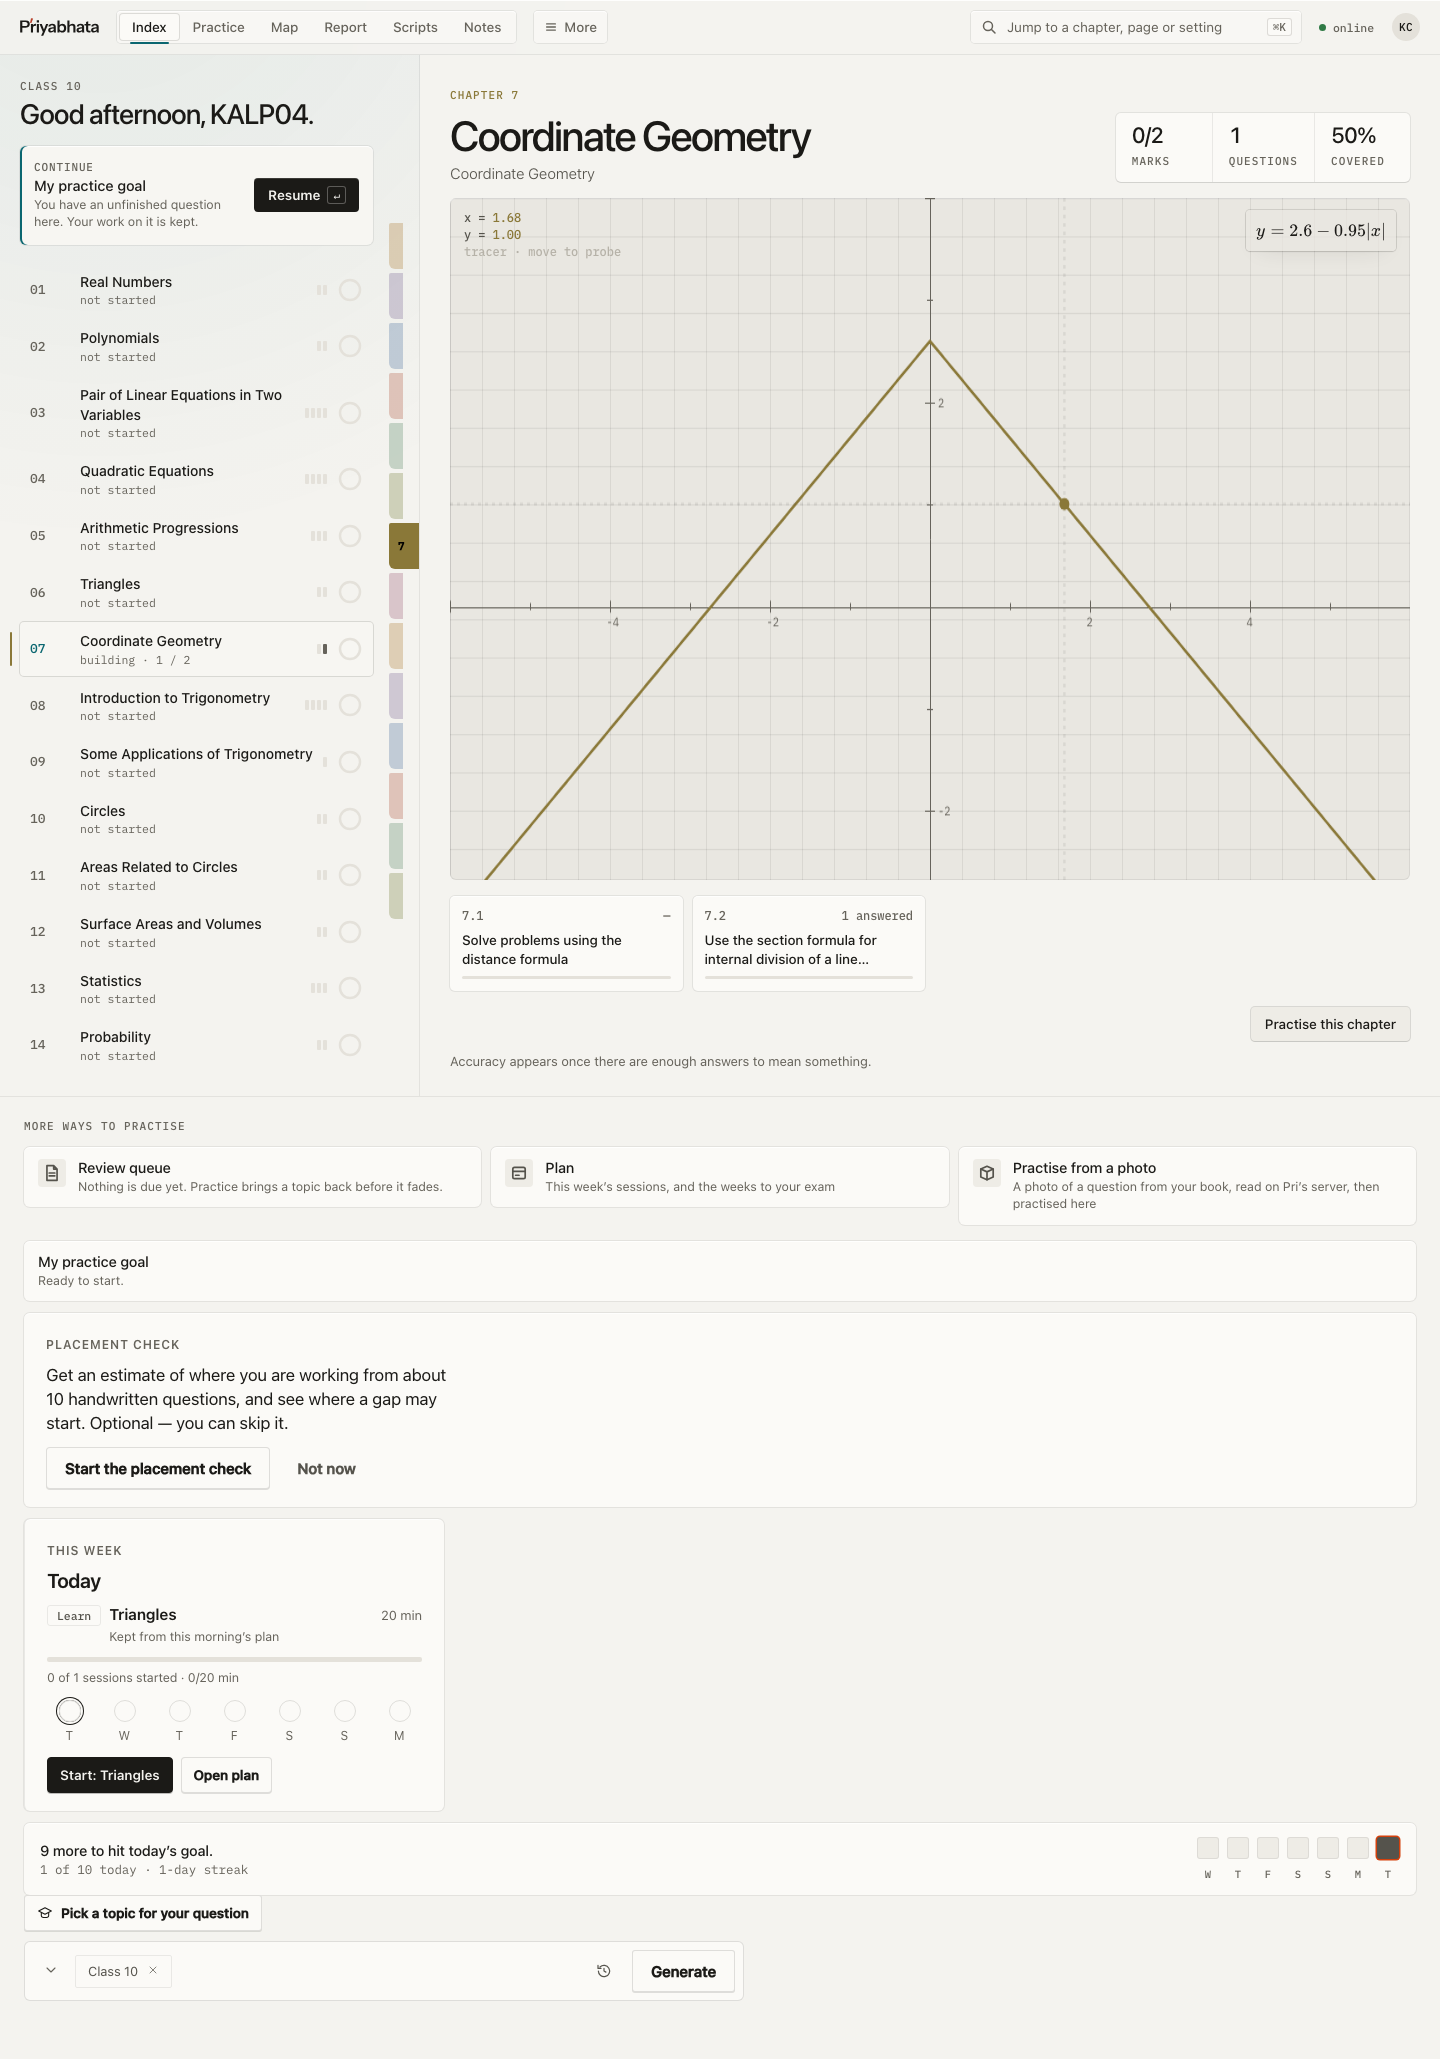 Priyabhata
Index
Practice
Map
Report
Scripts
Notes
More
Jump to a chapter, page or setting
⌘K
online
KC
CLASS 10
Good afternoon, KALP04.
CONTINUE
My practice goal
You have an unfinished question
here. Your work on it is kept.
Resume ↵
01
Real Numbers
not started
02
Polynomials
not started
03
Pair of Linear Equations in Two
Variables
not started
04
Quadratic Equations
not started
05
Arithmetic Progressions
not started
06
Triangles
not started
07
Coordinate Geometry
building · 1 / 2
08
Introduction to Trigonometry
not started
09
Some Applications of Trigonometry
not started
10
Circles
not started
11
Areas Related to Circles
not started
12
Surface Areas and Volumes
not started
13
Statistics
not started
14
Probability
not started
7
CHAPTER 7
Coordinate Geometry
Coordinate Geometry
0/2
MARKS
1
QUESTIONS
50%
COVERED
x = 1.68
y = 1.00
tracer · move to probe
y = 2.6 − 0.95|x|
2
-4
-2
2
4
-2
7.1
—
Solve problems using the
distance formula
7.2
1 answered
Use the section formula for
internal division of a line...
Practise this chapter
Accuracy appears once there are enough answers to mean something.
MORE WAYS TO PRACTISE
Review queue
Nothing is due yet. Practice brings a topic back before it fades.
Plan
This week's sessions, and the weeks to your exam
Practise from a photo
A photo of a question from your book, read on Pri's server, then
practised here
My practice goal
Ready to start.
PLACEMENT CHECK
Get an estimate of where you are working from about
10 handwritten questions, and see where a gap may
start. Optional — you can skip it.
Start the placement check
Not now
THIS WEEK
Today
Learn
Triangles
20 min
Kept from this morning's plan
0 of 1 sessions started · 0/20 min
T W T F S S M
Start: Triangles
Open plan
9 more to hit today's goal.
1 of 10 today · 1-day streak
W T F S S M T
Pick a topic for your question
Class 10 ×
Generate